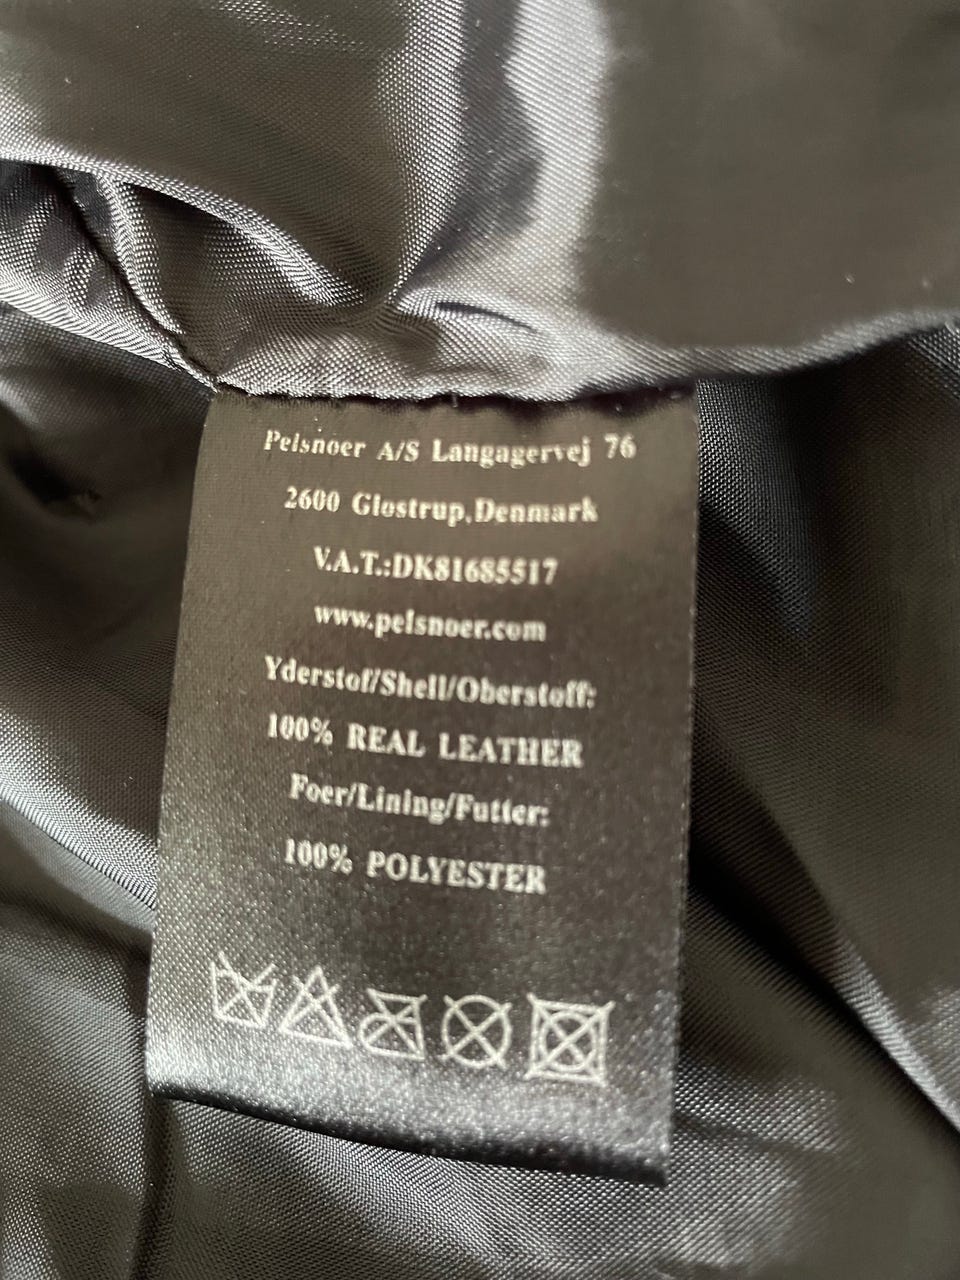 Pelsnoer A/S Langagervej 76
2600 Glostrup,Denmark
V.A.T.:DK81685517
www.pelsnoer.com
Yderstof/Shell/Oberstoff:
100% REAL LEATHER
Foer/Lining/Futter:
100% POLYESTER